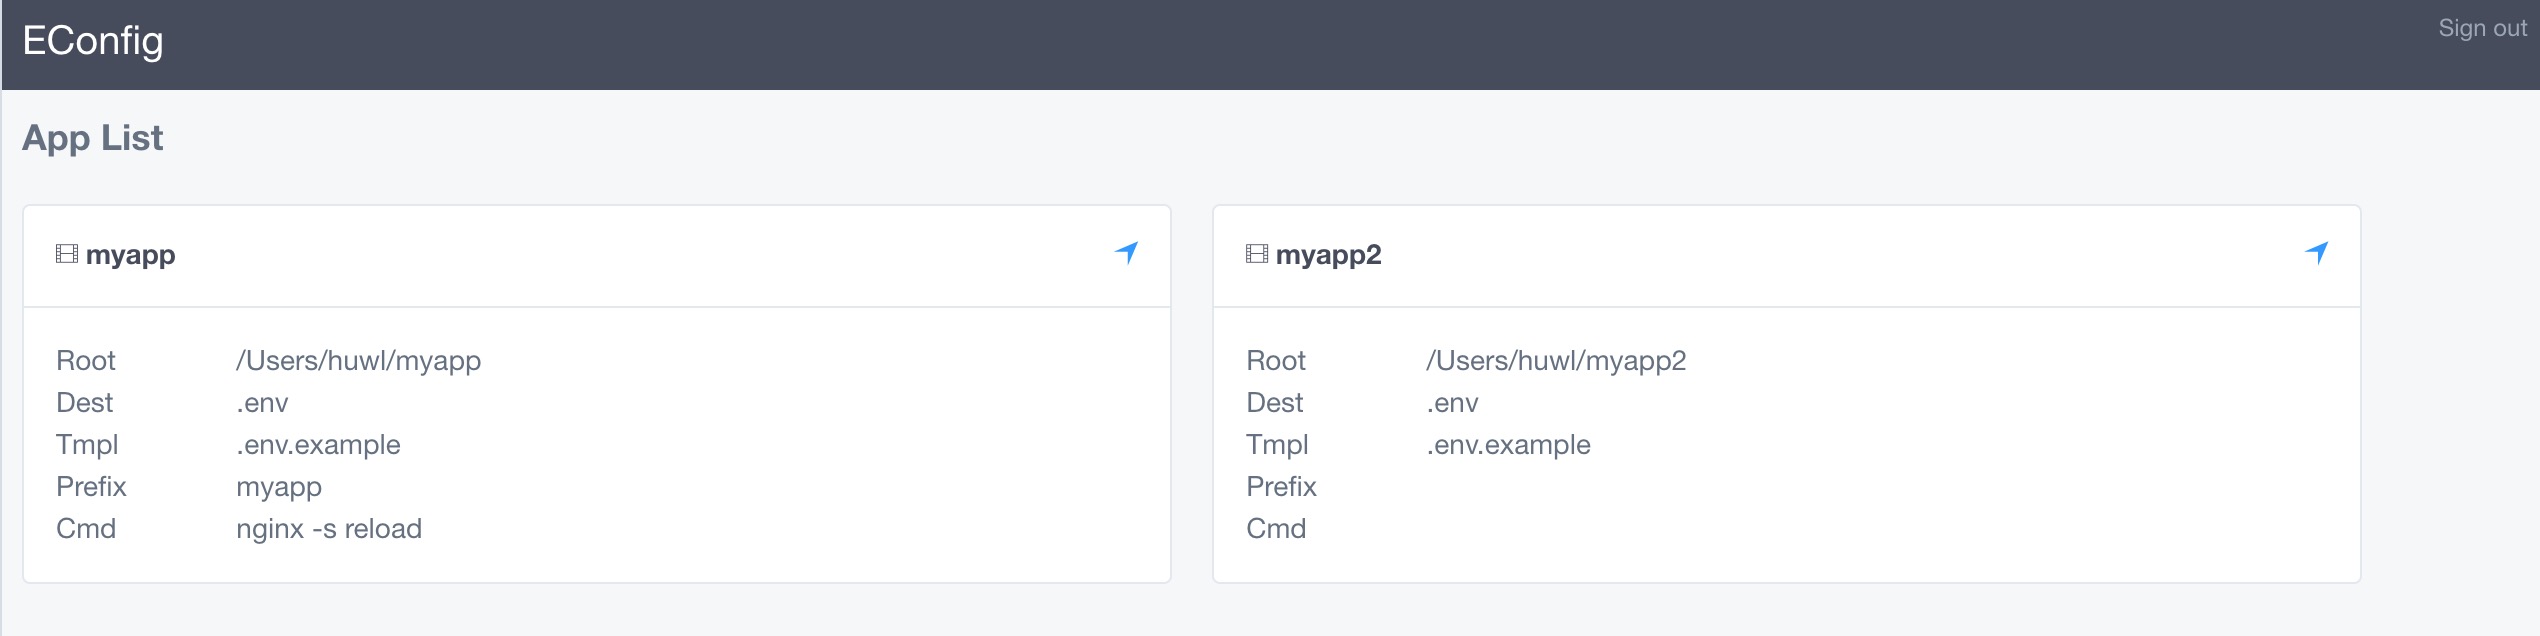 EConfig
Sign out
App List
myapp
Root /Users/huwl/myapp
Dest .env
Tmpl .env.example
Prefix myapp
Cmd nginx -s reload
myapp2
Root /Users/huwl/myapp2
Dest .env
Tmpl .env.example
Prefix
Cmd